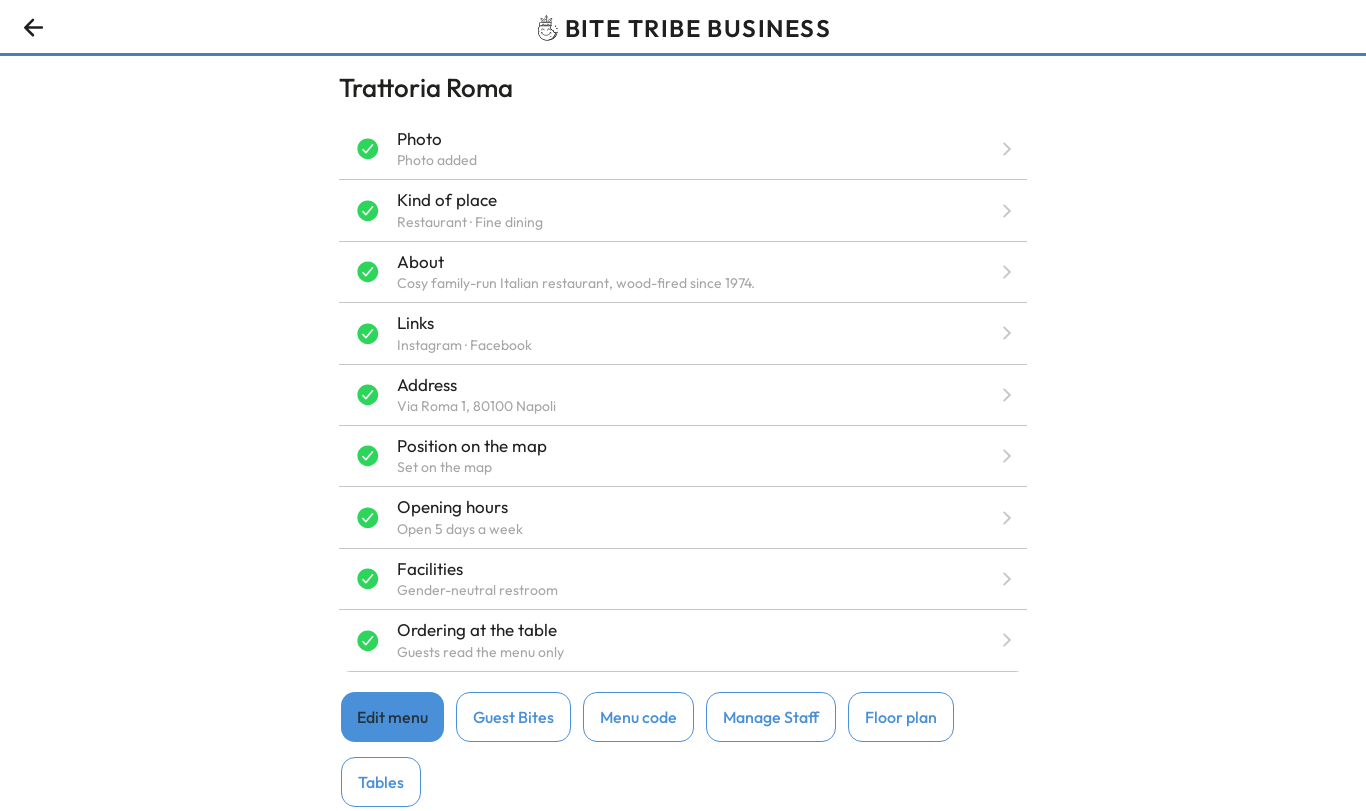 BITE TRIBE BUSINESS
Trattoria Roma
Photo
Photo added
Kind of place
Restaurant · Fine dining
About
Cosy family-run Italian restaurant, wood-fired since 1974.
Links
Instagram · Facebook
Address
Via Roma 1, 80100 Napoli
Position on the map
Set on the map
Opening hours
Open 5 days a week
Facilities
Gender-neutral restroom
Ordering at the table
Guests read the menu only
Edit menu
Guest Bites
Menu code
Manage Staff
Floor plan
Tables